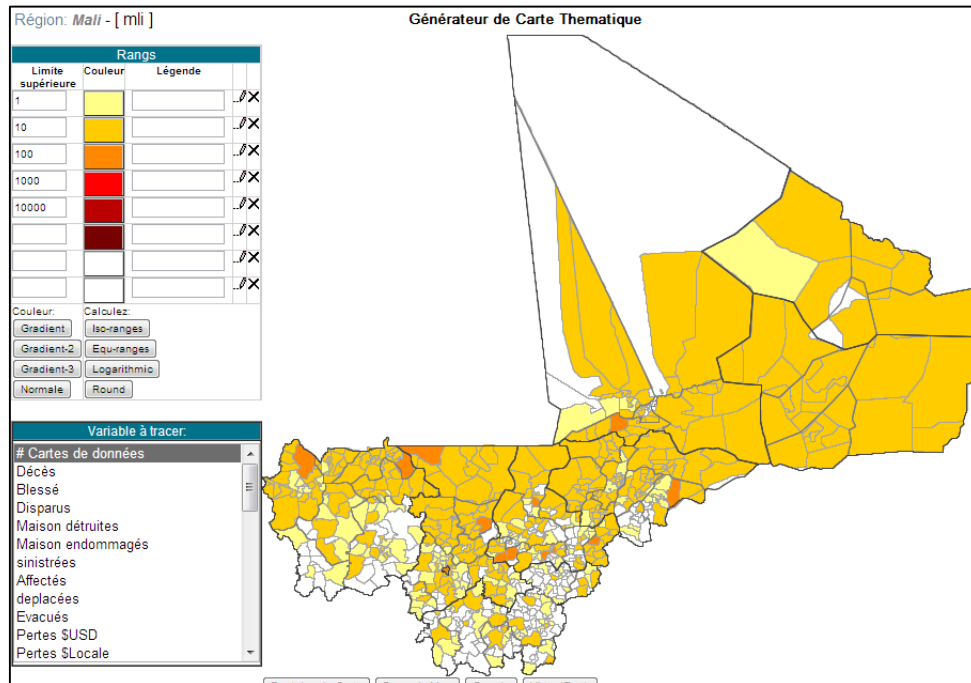 Région: Mali - [ mli ]
Générateur de Carte Thematique
Rangs
Limite supérieure Couleur Légende
1
10
100
1000
10000
Couleur: Calculez:
Gradient Iso-ranges
Gradient-2 Equ-ranges
Gradient-3 Logarithmic
Normale Round
Variable à tracer:
# Cartes de données
Décès
Blessé
Disparus
Maison détruites
Maison endommagés
sinistrées
Affectés
deplacées
Evacués
Pertes $USD
Pertes $Locale